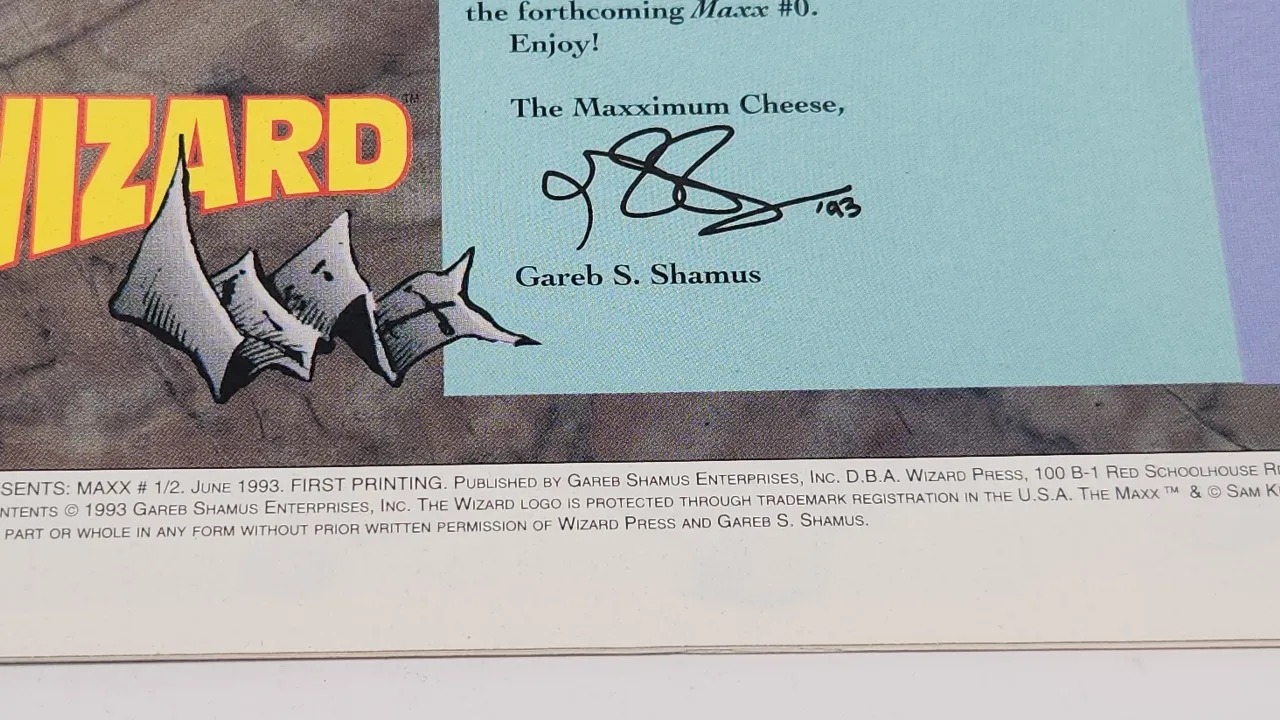 the forthcoming Maxx #0.
Enjoy!
The Maxximum Cheese,
'93
Gareb S. Shamus
WIZARD™
SENTS: MAXX # 1/2. JUNE 1993. FIRST PRINTING. PUBLISHED BY GAREB SHAMUS ENTERPRISES, INC. D.B.A. WIZARD PRESS, 100 B-1 RED SCHOOLHOUSE
NTENTS © 1993 GAREB SHAMUS ENTERPRISES, INC. THE WIZARD LOGO IS PROTECTED THROUGH TRADEMARK REGISTRATION IN THE U.S.A. THE MAXX ™ & © SAM
PART OR WHOLE IN ANY FORM WITHOUT PRIOR WRITTEN PERMISSION OF WIZARD PRESS AND GAREB S. SHAMUS.